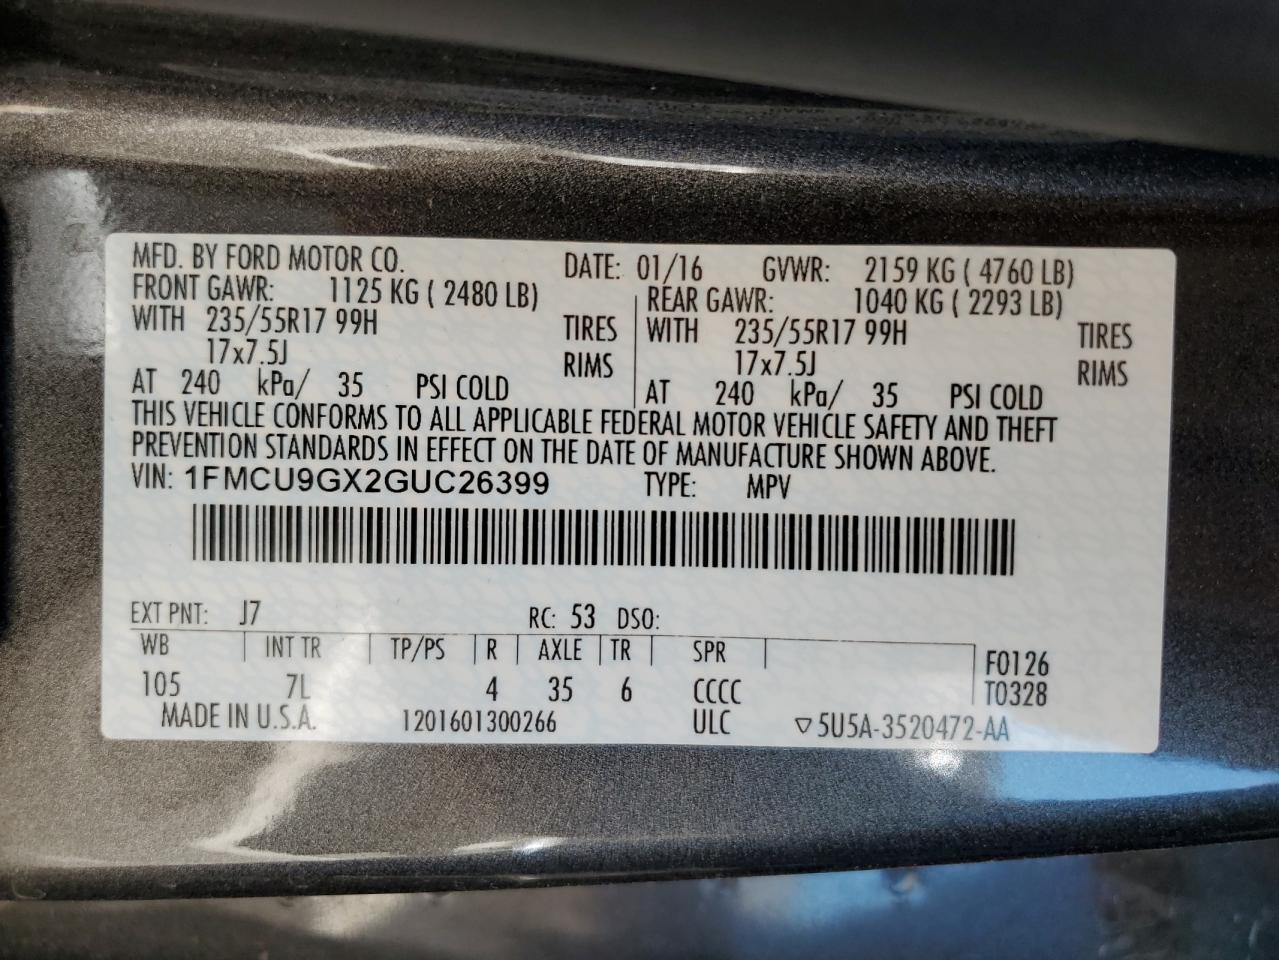 MFD. BY FORD MOTOR CO. DATE: 01/16 GVWR: 2159 KG ( 4760 LB)
FRONT GAWR: 1125 KG ( 2480 LB) REAR GAWR: 1040 KG ( 2293 LB)
WITH 235/55R17 99H TIRES WITH 235/55R17 99H TIRES
17x7.5J RIMS 17x7.5J RIMS
AT 240 kPa/ 35 PSI COLD AT 240 kPa/ 35 PSI COLD
THIS VEHICLE CONFORMS TO ALL APPLICABLE FEDERAL MOTOR VEHICLE SAFETY AND THEFT
PREVENTION STANDARDS IN EFFECT ON THE DATE OF MANUFACTURE SHOWN ABOVE.
VIN: 1FMCU9GX2GUC26399 TYPE: MPV
EXT PNT: J7 RC: 53 DSO:
WB INT TR TP/PS R AXLE TR SPR F0126
105 7L 4 35 6 CCCC T0328
MADE IN U.S.A. 1201601300266 ULC ▽5U5A-3520472-AA